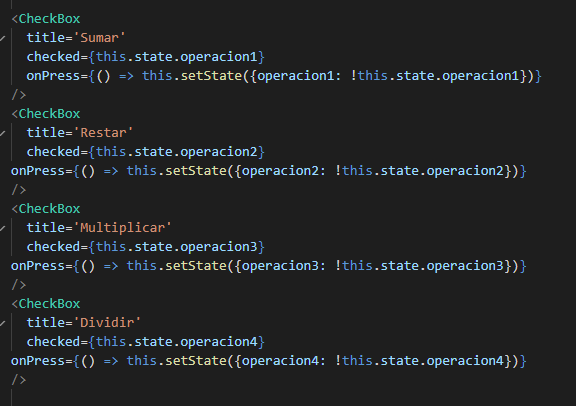 <CheckBox
title='Sumar'
checked={this.state.operacion1}
onPress={() => this.setState({operacion1: !this.state.operacion1})}
/>
<CheckBox
title='Restar'
checked={this.state.operacion2}
onPress={() => this.setState({operacion2: !this.state.operacion2})}
/>
<CheckBox
title='Multiplicar'
checked={this.state.operacion3}
onPress={() => this.setState({operacion3: !this.state.operacion3})}
/>
<CheckBox
title='Dividir'
checked={this.state.operacion4}
onPress={() => this.setState({operacion4: !this.state.operacion4})}
/>